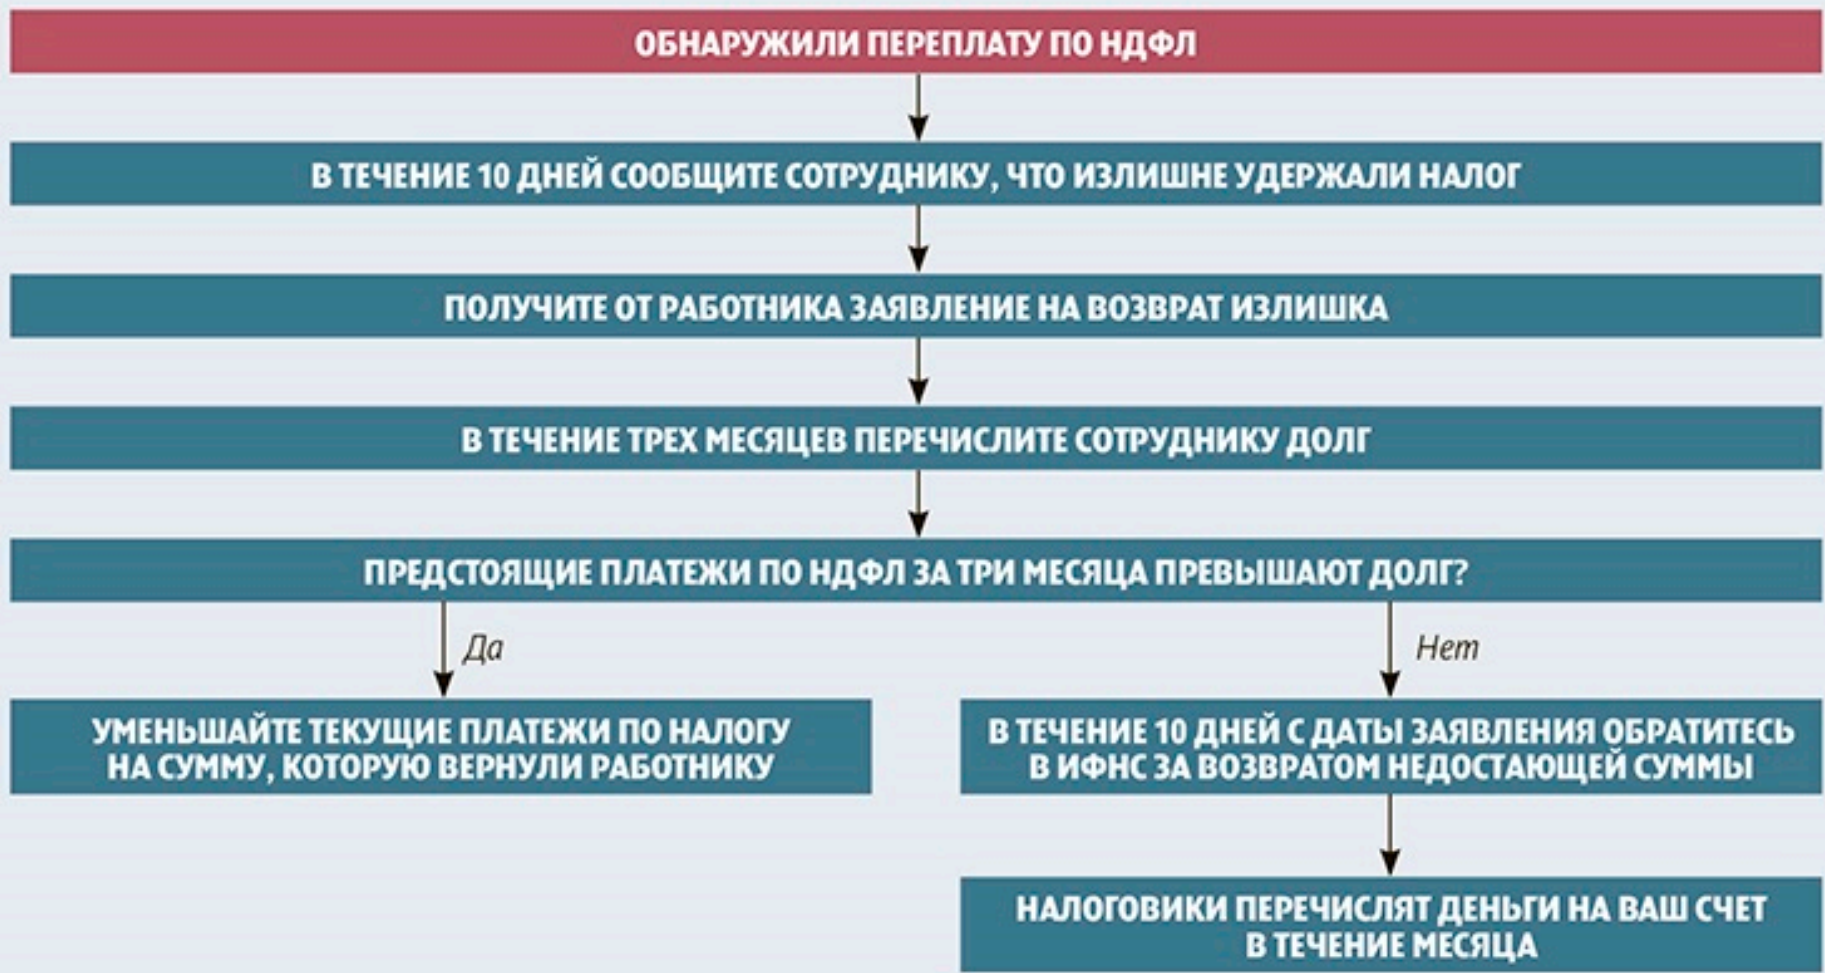 ОБНАРУЖИЛИ ПЕРЕПЛАТУ ПО НДФЛ
В ТЕЧЕНИЕ 10 ДНЕЙ СООБЩИТЕ СОТРУДНИКУ, ЧТО ИЗЛИШНЕ УДЕРЖАЛИ НАЛОГ
ПОЛУЧИТЕ ОТ РАБОТНИКА ЗАЯВЛЕНИЕ НА ВОЗВРАТ ИЗЛИШКА
В ТЕЧЕНИЕ ТРЕХ МЕСЯЦЕВ ПЕРЕЧИСЛИТЕ СОТРУДНИКУ ДОЛГ
ПРЕДСТОЯЩИЕ ПЛАТЕЖИ ПО НДФЛ ЗА ТРИ МЕСЯЦА ПРЕВЫШАЮТ ДОЛГ?
Да
Нет
УМЕНЬШАЙТЕ ТЕКУЩИЕ ПЛАТЕЖИ ПО НАЛОГУ
НА СУММУ, КОТОРУЮ ВЕРНУЛИ РАБОТНИКУ
В ТЕЧЕНИЕ 10 ДНЕЙ С ДАТЫ ЗАЯВЛЕНИЯ ОБРАТИТЕСЬ
В ИФНС ЗА ВОЗВРАТОМ НЕДОСТАЮЩЕЙ СУММЫ
НАЛОГОВИКИ ПЕРЕЧИСЛЯТ ДЕНЬГИ НА ВАШ СЧЕТ
В ТЕЧЕНИЕ МЕСЯЦА